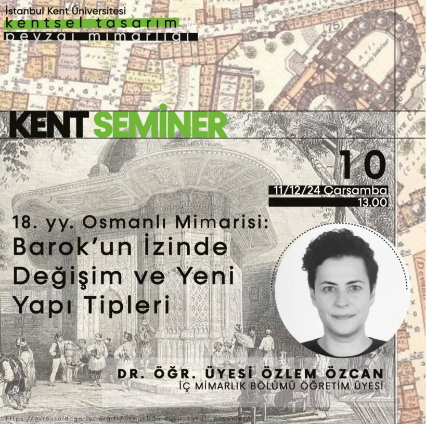 İstanbul Kent Üniversitesi
kentsel tasarım
peyzaj mimarlığı
KENT SEMİNER
10
11/12/24 Çarşamba
13.00
18. yy. Osmanlı Mimarisi:
Barok'un İzinde
Değişim ve Yeni
Yapı Tipleri
DR. ÖĞR. ÜYESİ ÖZLEM ÖZCAN
İÇ MİMARLIK BÖLÜMÜ ÖĞRETİM ÜYESİ